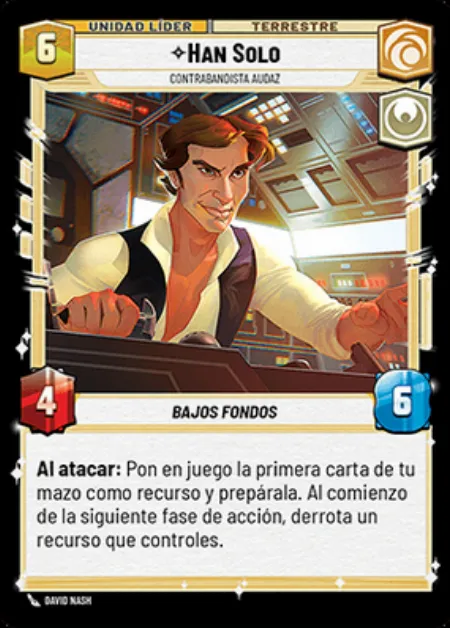 6
UNIDAD LÍDER
TERRESTRE
✧HAN SOLO
CONTRABANDISTA AUDAZ
4
BAJOS FONDOS
6
Al atacar: Pon en juego la primera carta de tu
mazo como recurso y prepárala. Al comienzo
de la siguiente fase de acción, derrota un
recurso que controles.
DAVID NASH